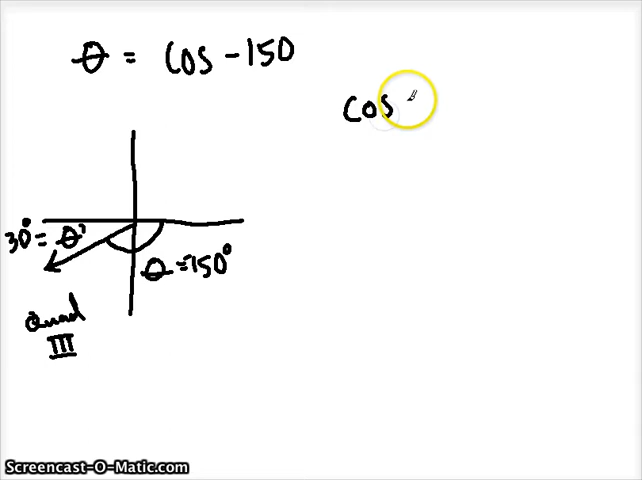 θ = cos -150
cos
30° = θ'
θ = -150°
Quad
III
Screencast-O-Matic.com